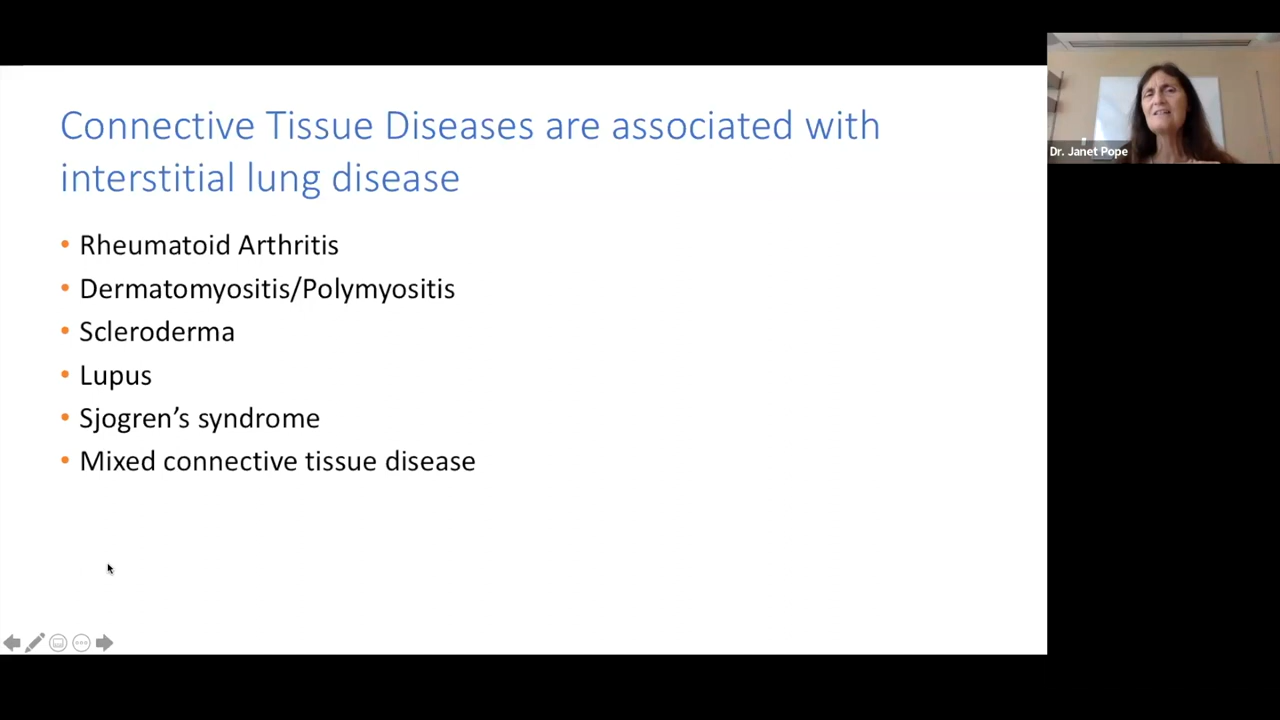 Connective Tissue Diseases are associated with
interstitial lung disease
• Rheumatoid Arthritis
• Dermatomyositis/Polymyositis
• Scleroderma
• Lupus
• Sjogren’s syndrome
• Mixed connective tissue disease
Dr. Janet Pope